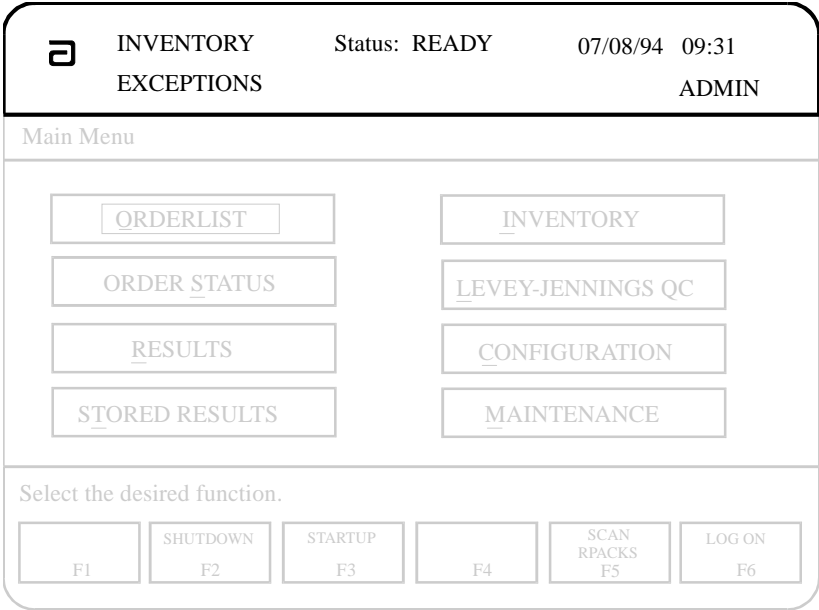 INVENTORY Status: READY 07/08/94 09:31
EXCEPTIONS ADMIN
Main Menu
ORDERLIST INVENTORY
ORDER STATUS LEVEY-JENNINGS QC
RESULTS CONFIGURATION
STORED RESULTS MAINTENANCE
Select the desired function.
F1
SHUTDOWN
F2
STARTUP
F3
F4
SCAN
RPACKS
F5
LOG ON
F6